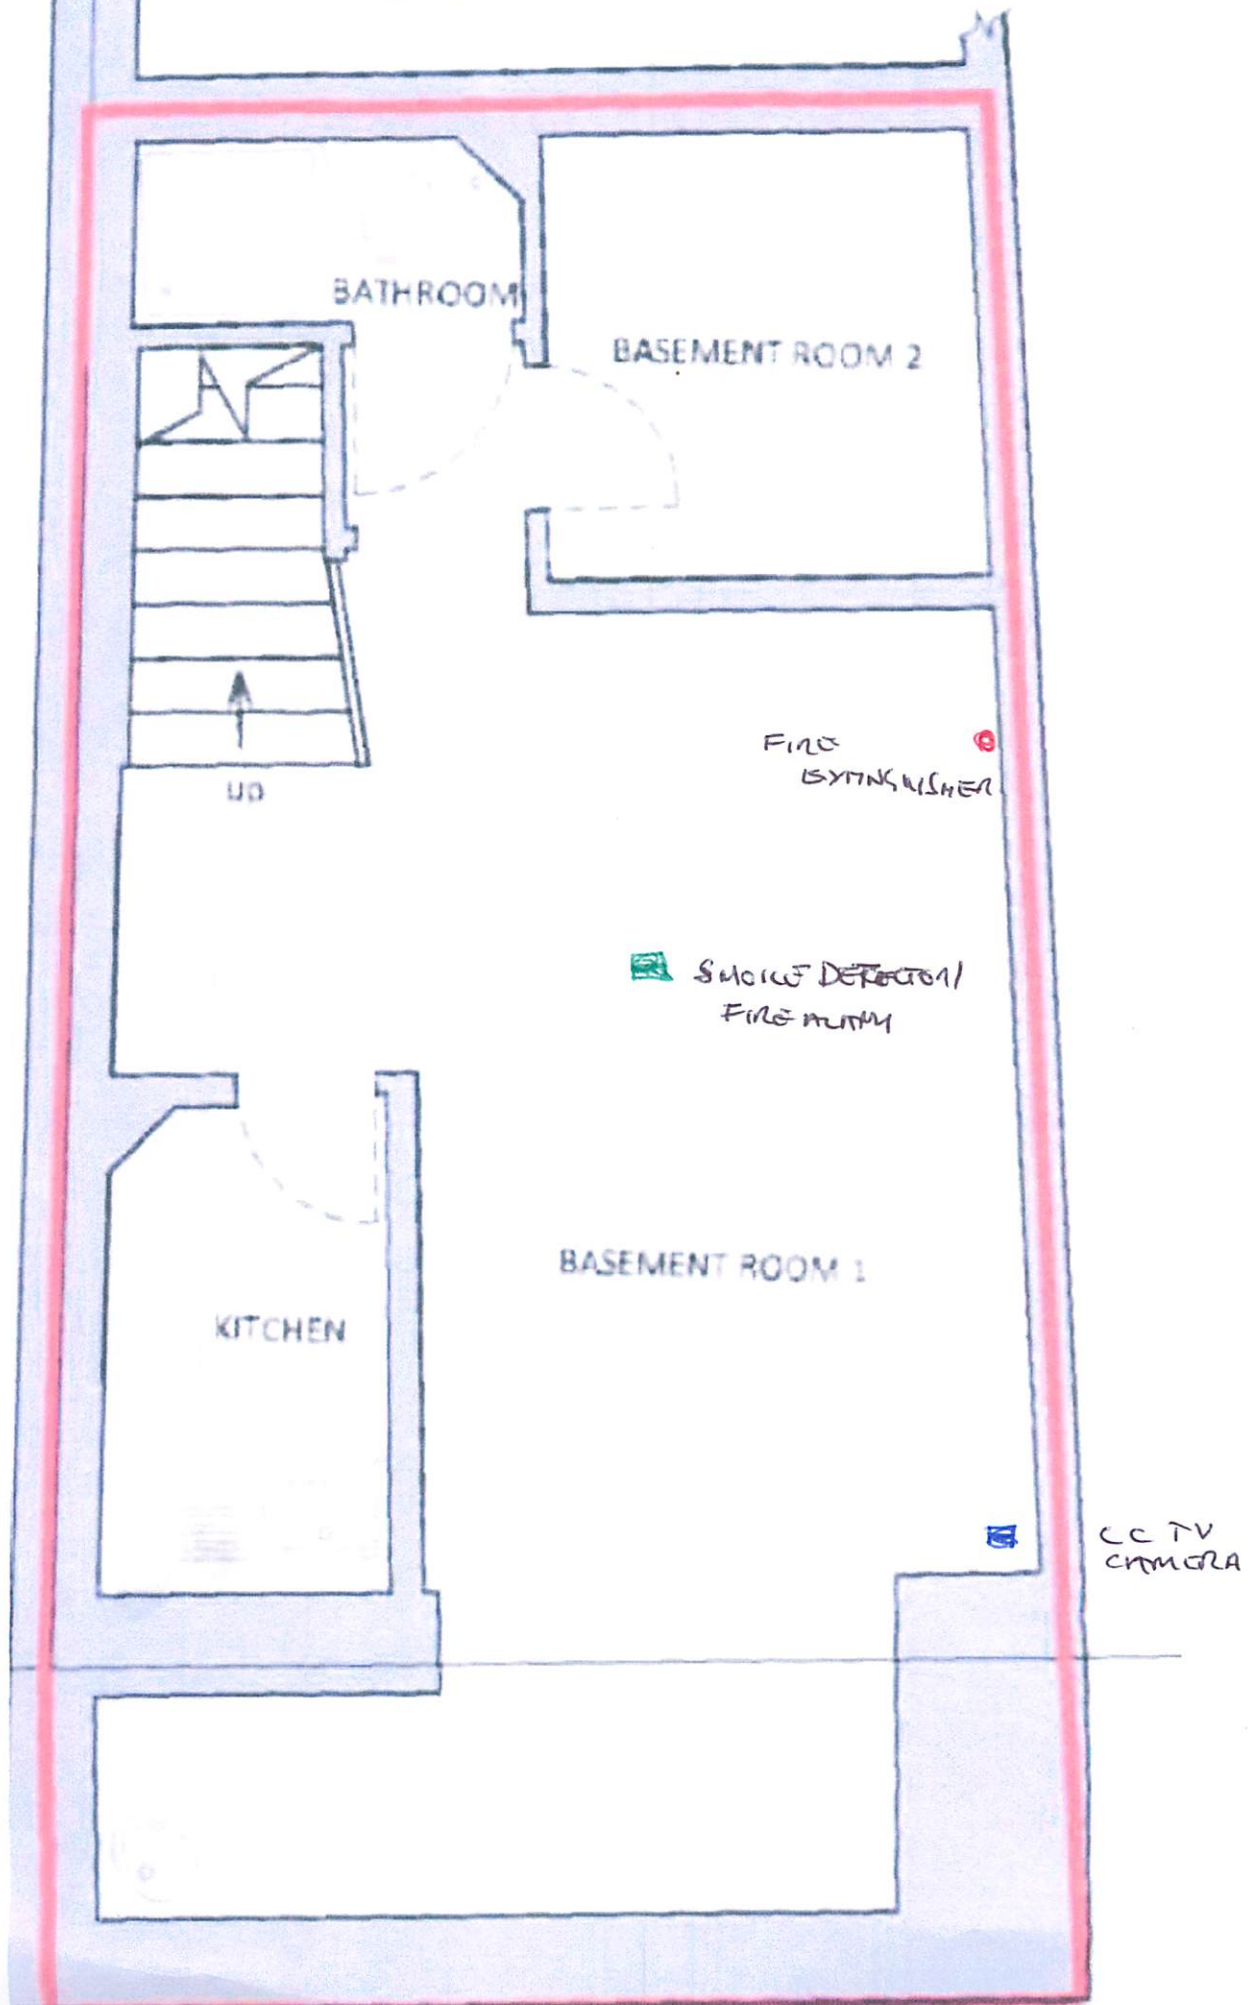 BATHROOM
BASEMENT ROOM 2
UP
FIRE
EXTINGUISHER
SMOKE DETECTOR/
FIRE ALARM
BASEMENT ROOM 1
KITCHEN
CCTV
CAMERA